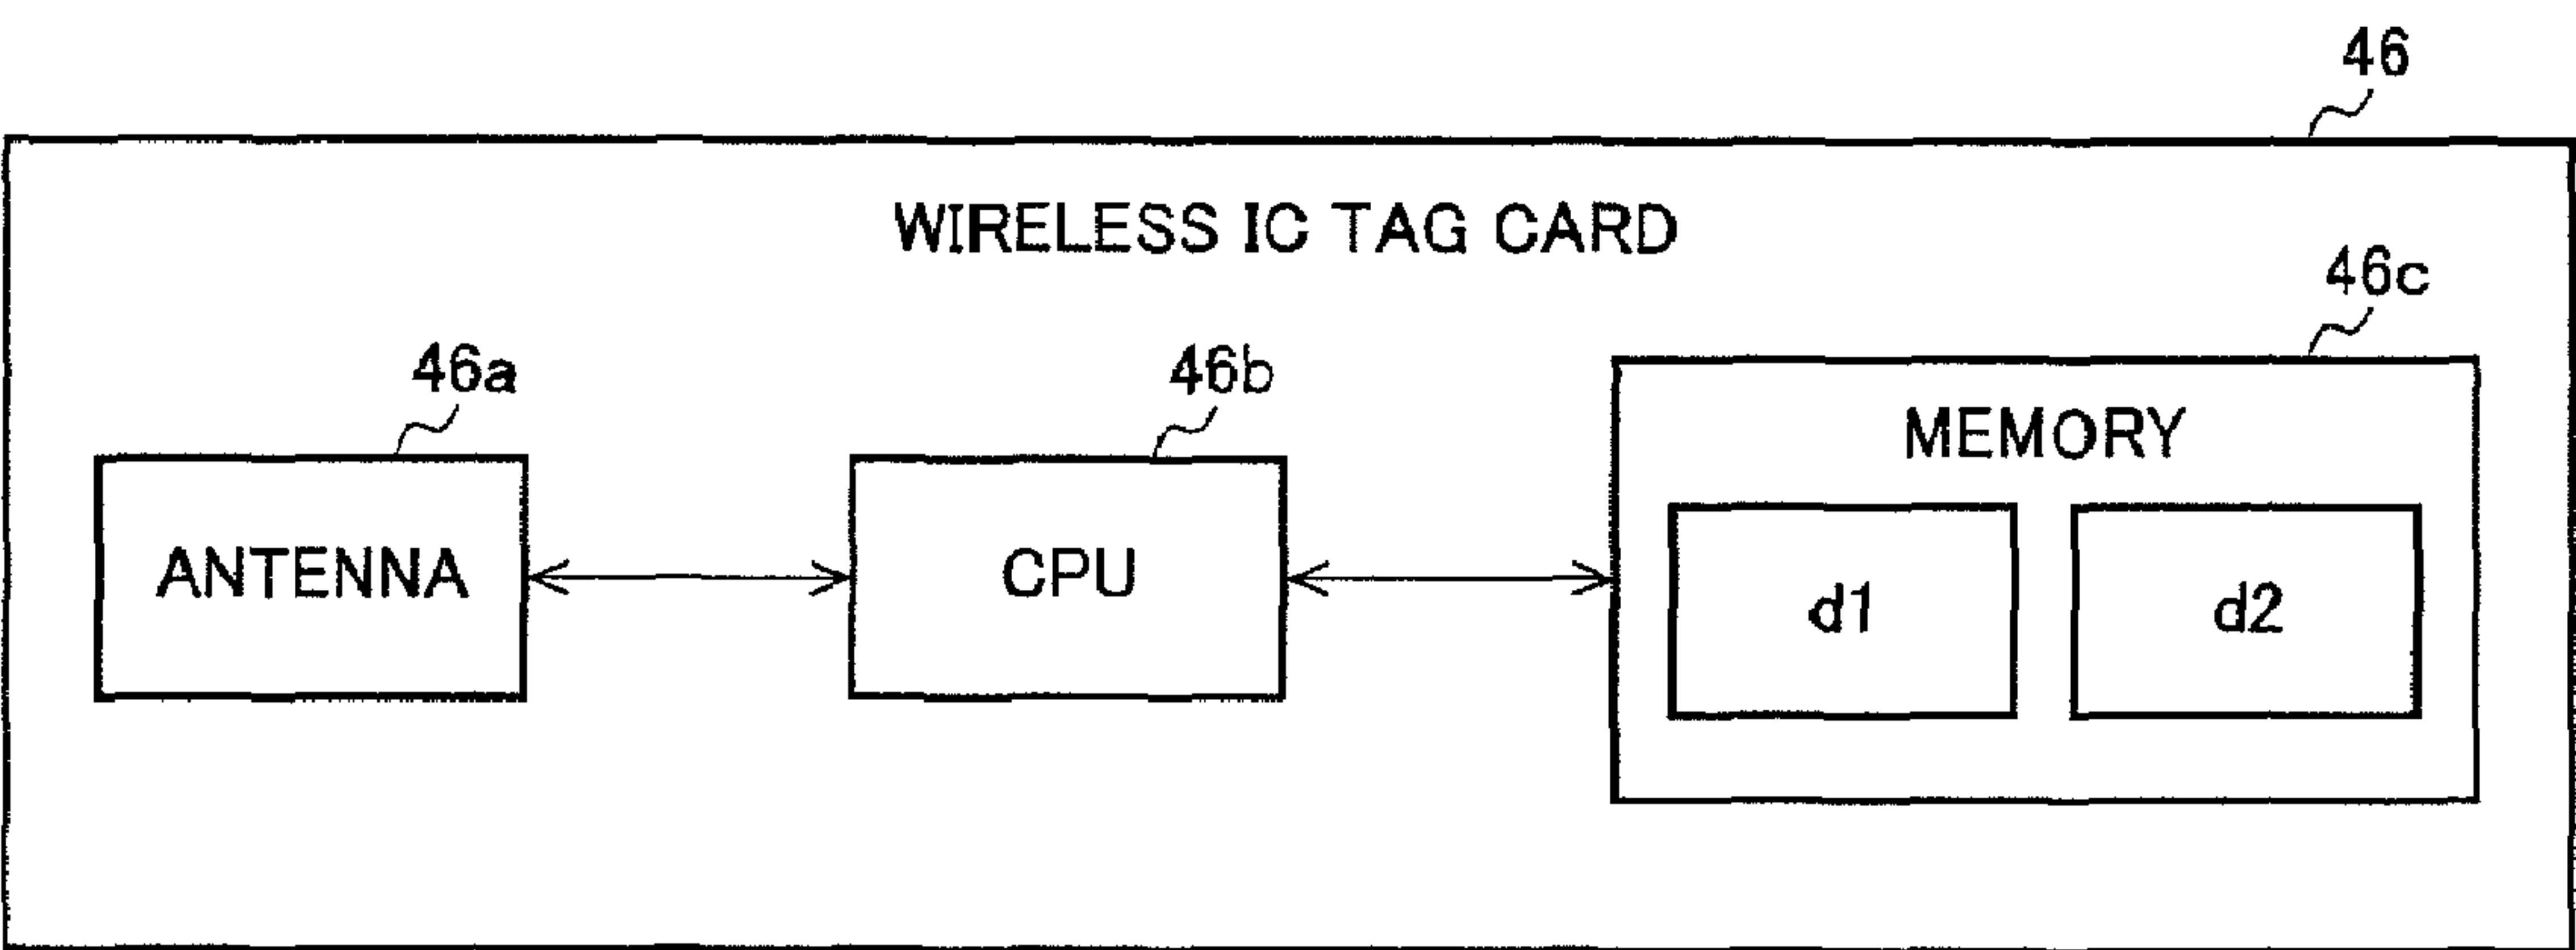 46
WIRELESS IC TAG CARD
46c
46a
46b
MEMORY
ANTENNA
CPU
d1
d2